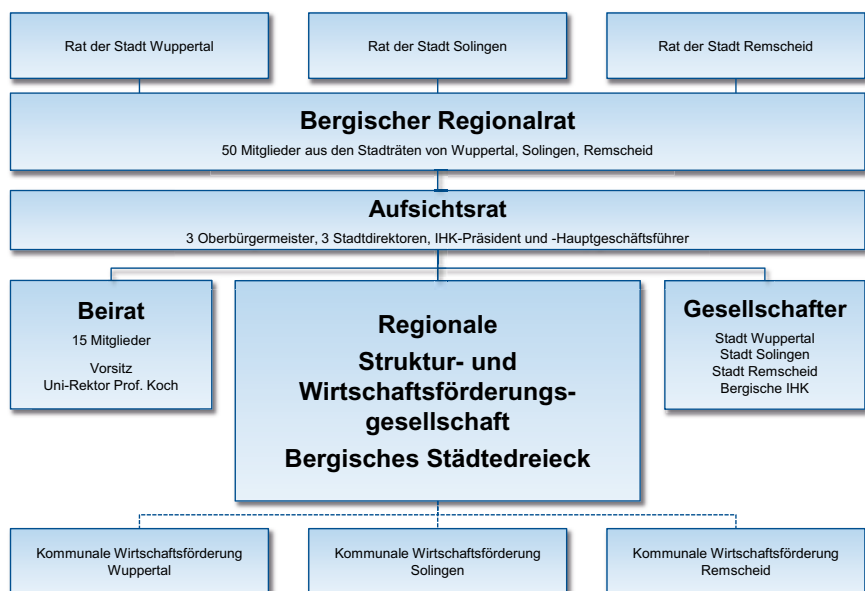 Rat der Stadt Wuppertal
Rat der Stadt Solingen
Rat der Stadt Remscheid
Bergischer Regionalrat
50 Mitglieder aus den Stadträten von Wuppertal, Solingen, Remscheid
Aufsichtsrat
3 Oberbürgermeister, 3 Stadtdirektoren, IHK-Präsident und -Hauptgeschäftsführer
Beirat
15 Mitglieder
Vorsitz
Uni-Rektor Prof. Koch
Regionale
Struktur- und
Wirtschaftsförderungs-
gesellschaft
Bergisches Städtedreieck
Gesellschafter
Stadt Wuppertal
Stadt Solingen
Stadt Remscheid
Bergische IHK
Kommunale Wirtschaftsförderung
Wuppertal
Kommunale Wirtschaftsförderung
Solingen
Kommunale Wirtschaftsförderung
Remscheid